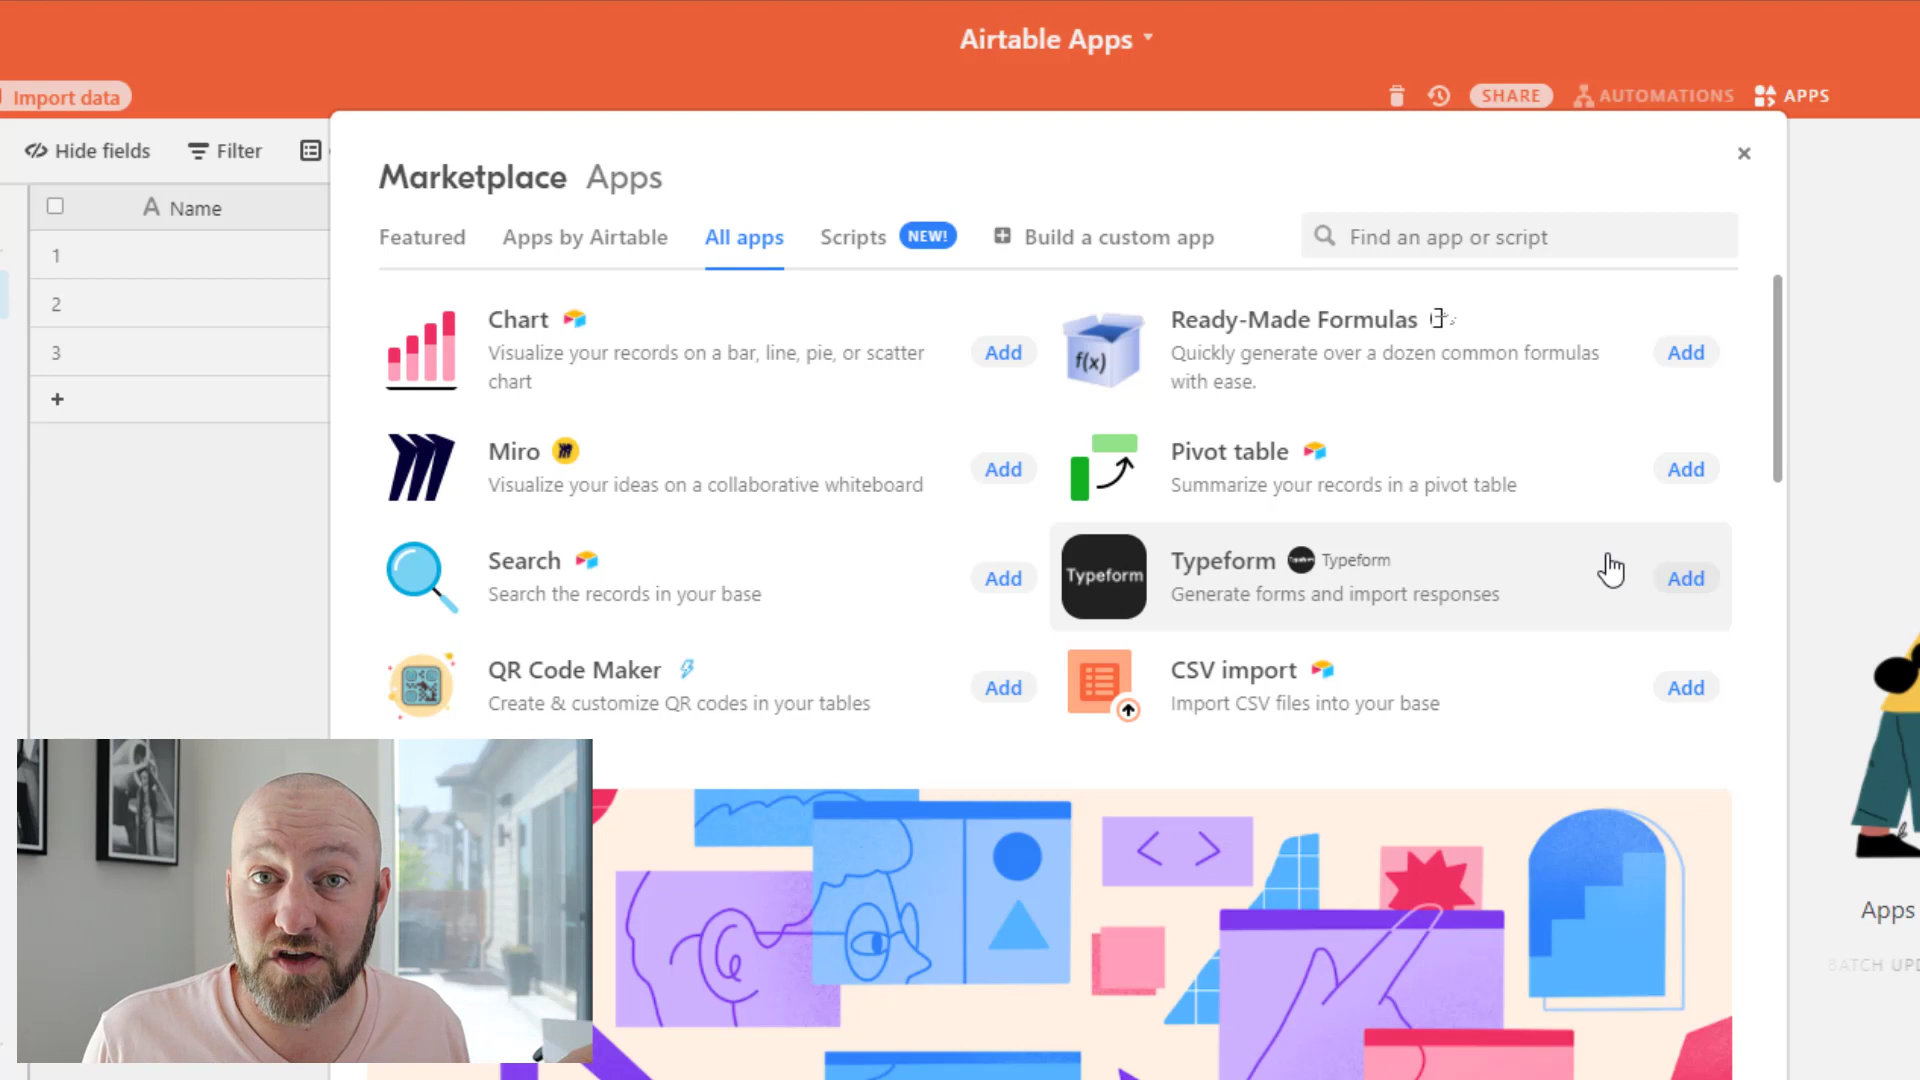 Airtable Apps
Import data
SHARE
AUTOMATIONS
APPS
Hide fields
Filter
Marketplace Apps
Featured
Apps by Airtable
All apps
Scripts
NEW!
Build a custom app
Find an app or script
A Name
1
2
3
+
Chart
Visualize your records on a bar, line, pie, or scatter
chart
Add
Ready-Made Formulas
f(x)
Quickly generate over a dozen common formulas
with ease.
Add
Miro
Visualize your ideas on a collaborative whiteboard
Add
Pivot table
Summarize your records in a pivot table
Add
Search
Search the records in your base
Add
Typeform
Typeform
Typeform
Generate forms and import responses
Add
QR Code Maker
Create & customize QR codes in your tables
Add
CSV import
Import CSV files into your base
Add
< >
Apps
BATCH UPD